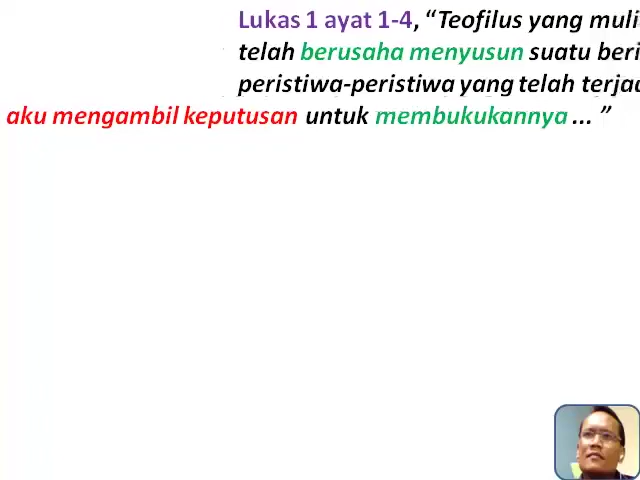 Lukas 1 ayat 1-4, “Teofilus yang muli
telah berusaha menyusun suatu beri
peristiwa-peristiwa yang telah terjad
aku mengambil keputusan untuk membukukannya ... ”